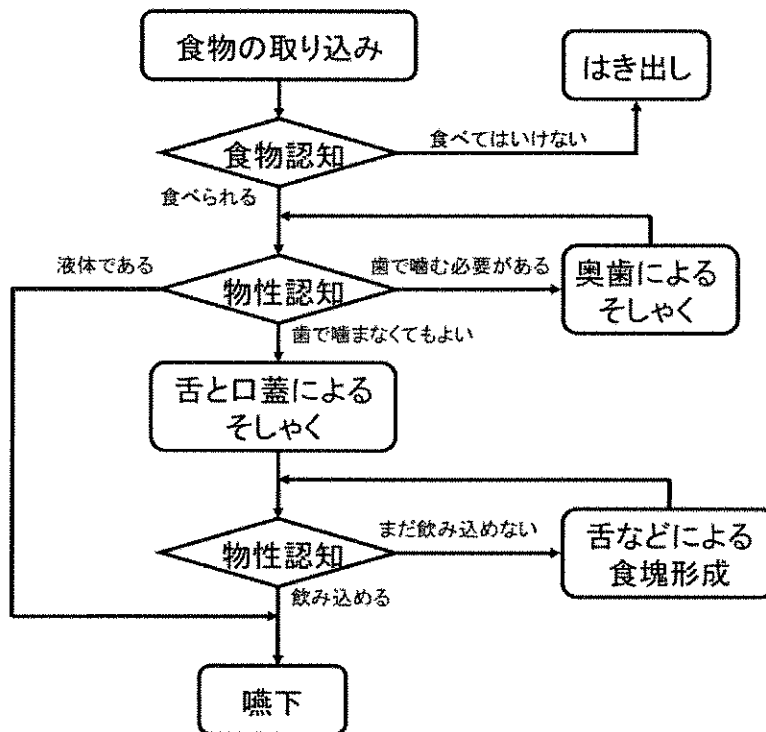 食物の取り込み
はき出し
食物認知
食べてはいけない
食べられる
液体である
物性認知
歯で噛む必要がある
奥歯による
そしゃく
歯で噛まなくてもよい
舌と口蓋による
そしゃく
物性認知
まだ飲み込めない
舌などによる
食塊形成
飲み込める
嚥下